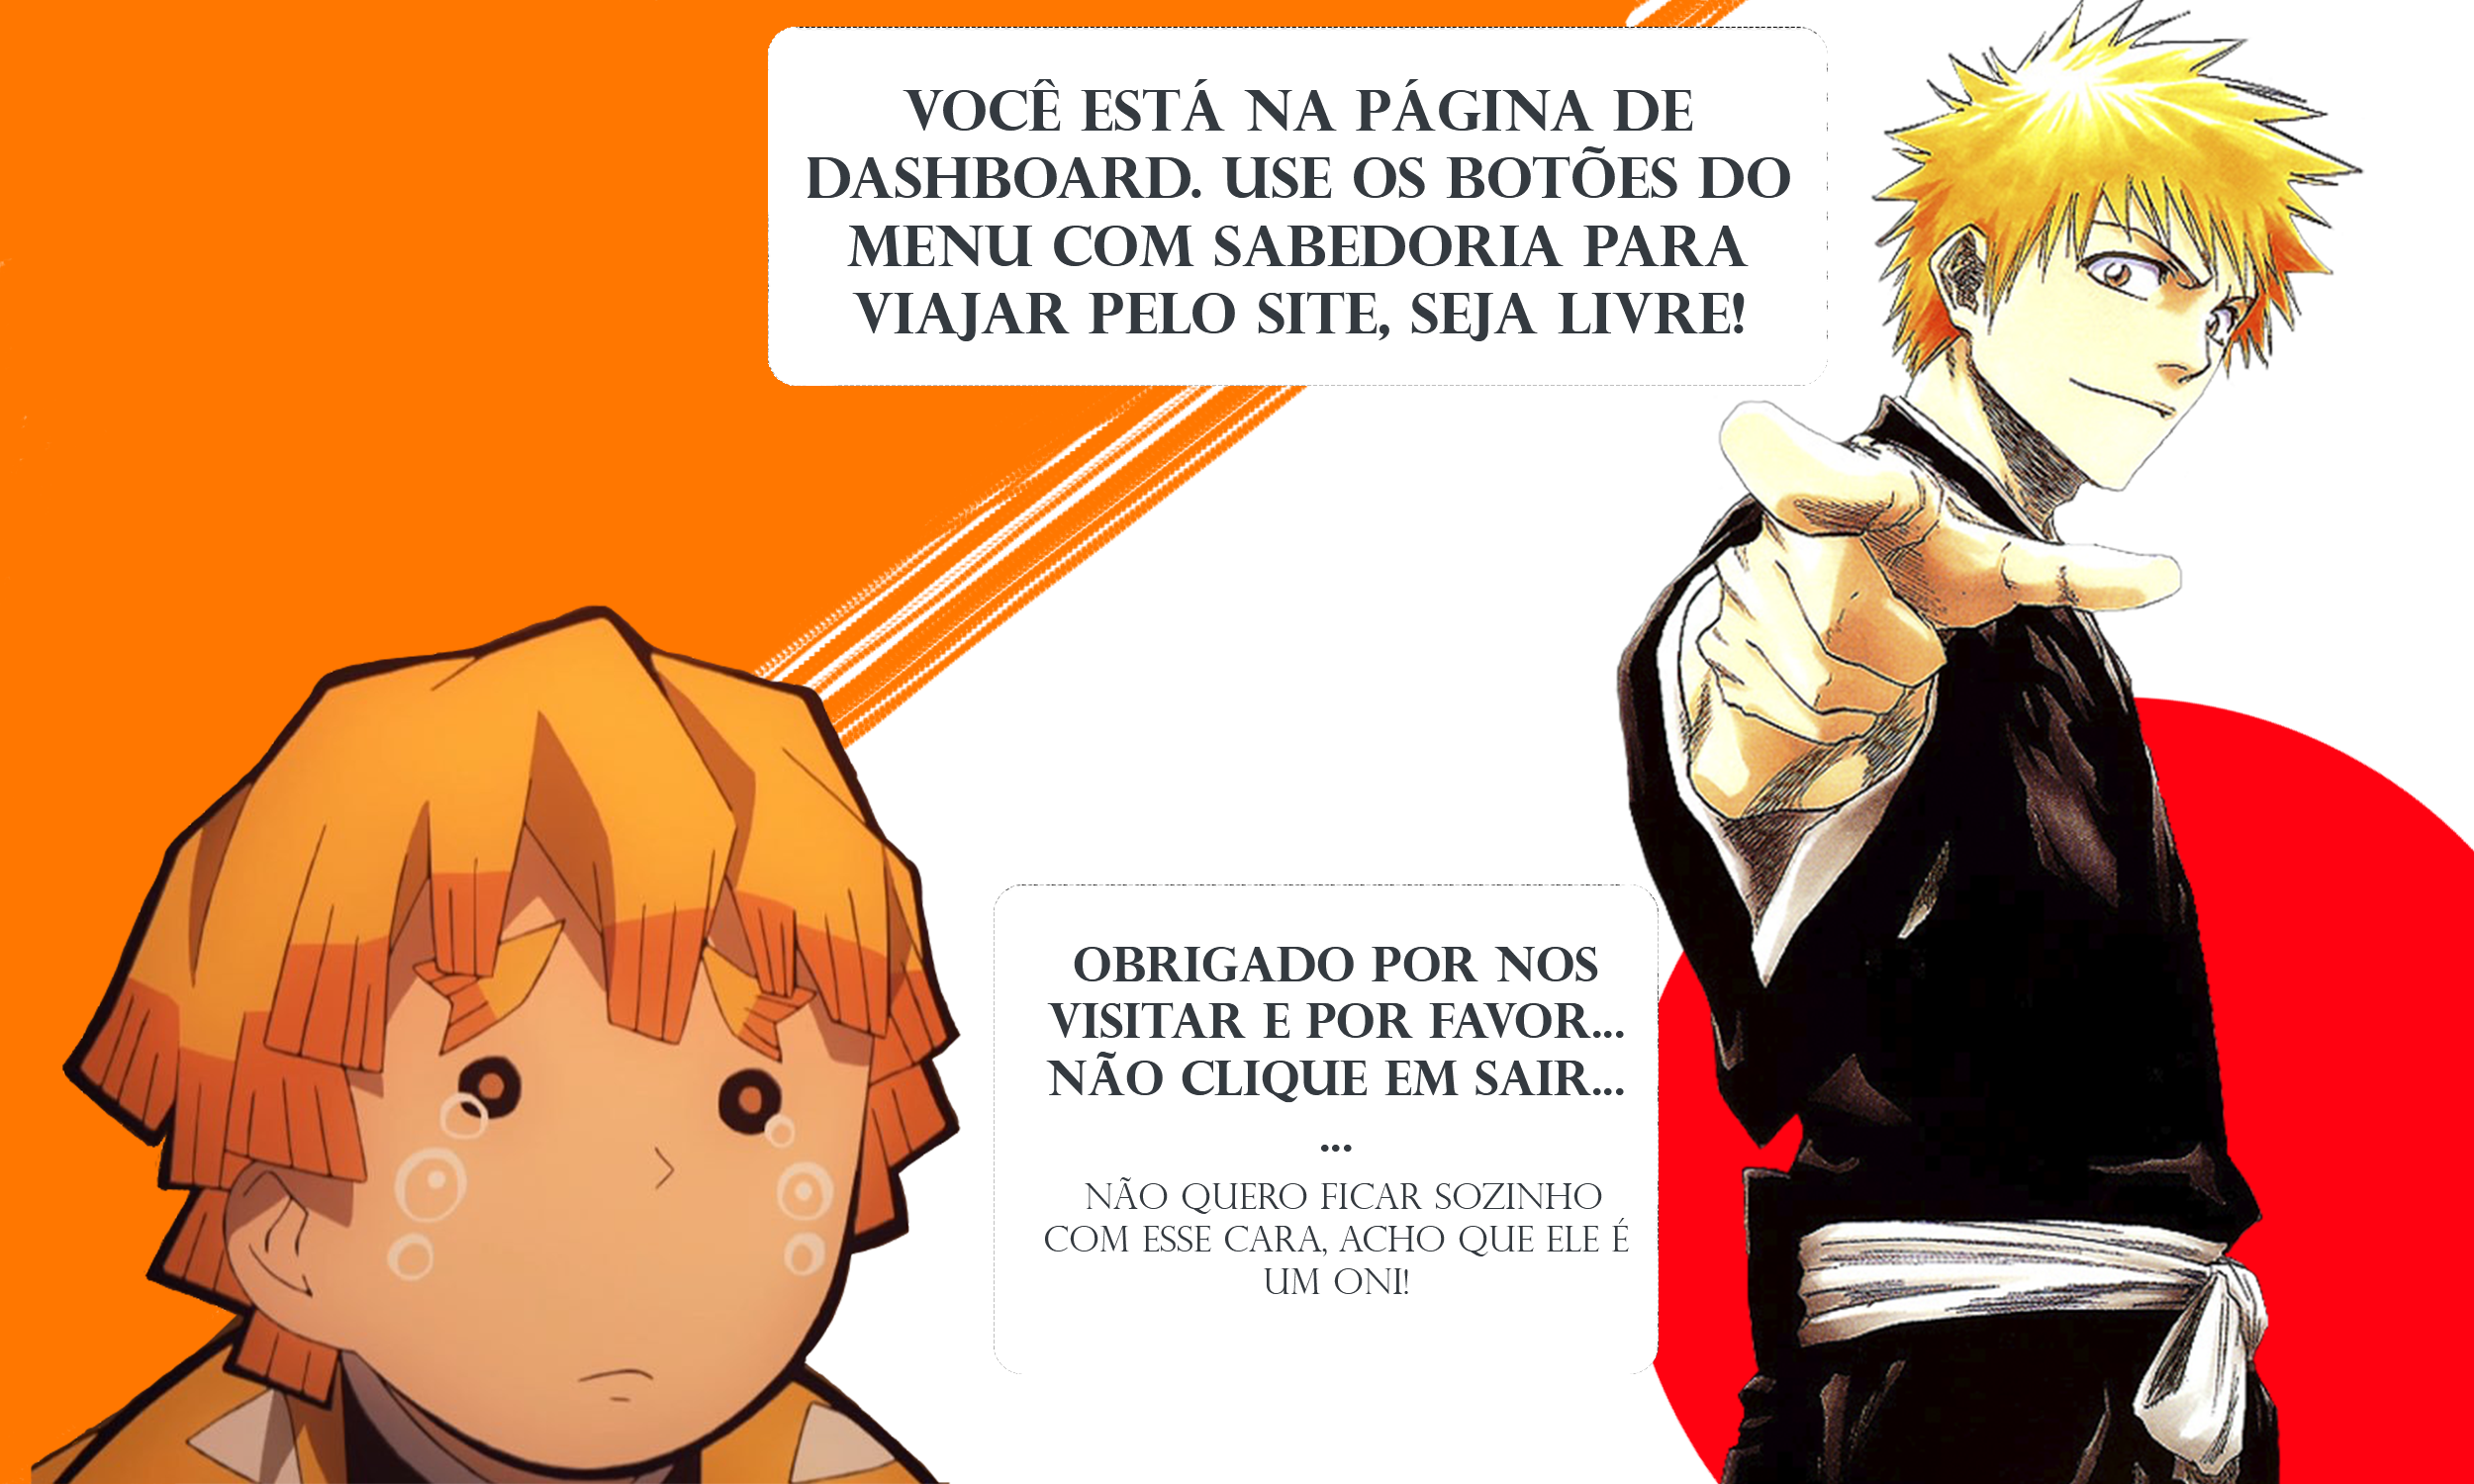 VOCÊ ESTÁ NA PÁGINA DE
DASHBOARD. USE OS BOTÕES DO
MENU COM SABEDORIA PARA
VIAJAR PELO SITE, SEJA LIVRE!
OBRIGADO POR NOS
VISITAR E POR FAVOR...
NÃO CLIQUE EM SAIR...
...
NÃO QUERO FICAR SOZINHO
COM ESSE CARA, ACHO QUE ELE É
UM ONI!